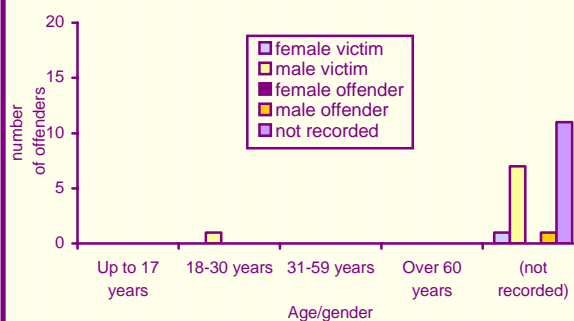 20
15
10
5
0
number
of offenders
female victim
male victim
female offender
male offender
not recorded
Up to 17
years
18-30 years
31-59 years
Over 60
years
(not
recorded)
Age/gender